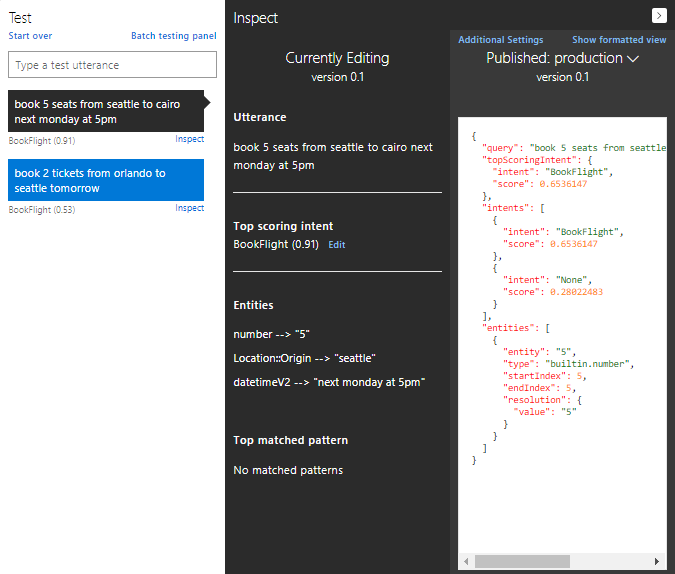 Test
Start over
Batch testing panel
Type a test utterance
book 5 seats from seattle to cairo
next monday at 5pm
BookFlight (0.91)
Inspect
book 2 tickets from orlando to
seattle tomorrow
BookFlight (0.53)
Inspect
Inspect
Currently Editing
version 0.1
Utterance
book 5 seats from seattle to cairo next
monday at 5pm
Top scoring intent
BookFlight (0.91) Edit
Entities
number --> "5"
Location::Origin --> "seattle"
datetimeV2 --> "next monday at 5pm"
Top matched pattern
No matched patterns
Additional Settings
Show formatted view
Published: production
version 0.1
{
"query": "book 5 seats from seattle
"topScoringIntent": {
"intent": "BookFlight",
"score": 0.6536147
},
"intents": [
{
"intent": "BookFlight",
"score": 0.6536147
},
{
"intent": "None",
"score": 0.28022483
}
],
"entities": [
{
"entity": "5",
"type": "builtin.number",
"startIndex": 5,
"endIndex": 5,
"resolution": {
"value": "5"
}
}
]
}